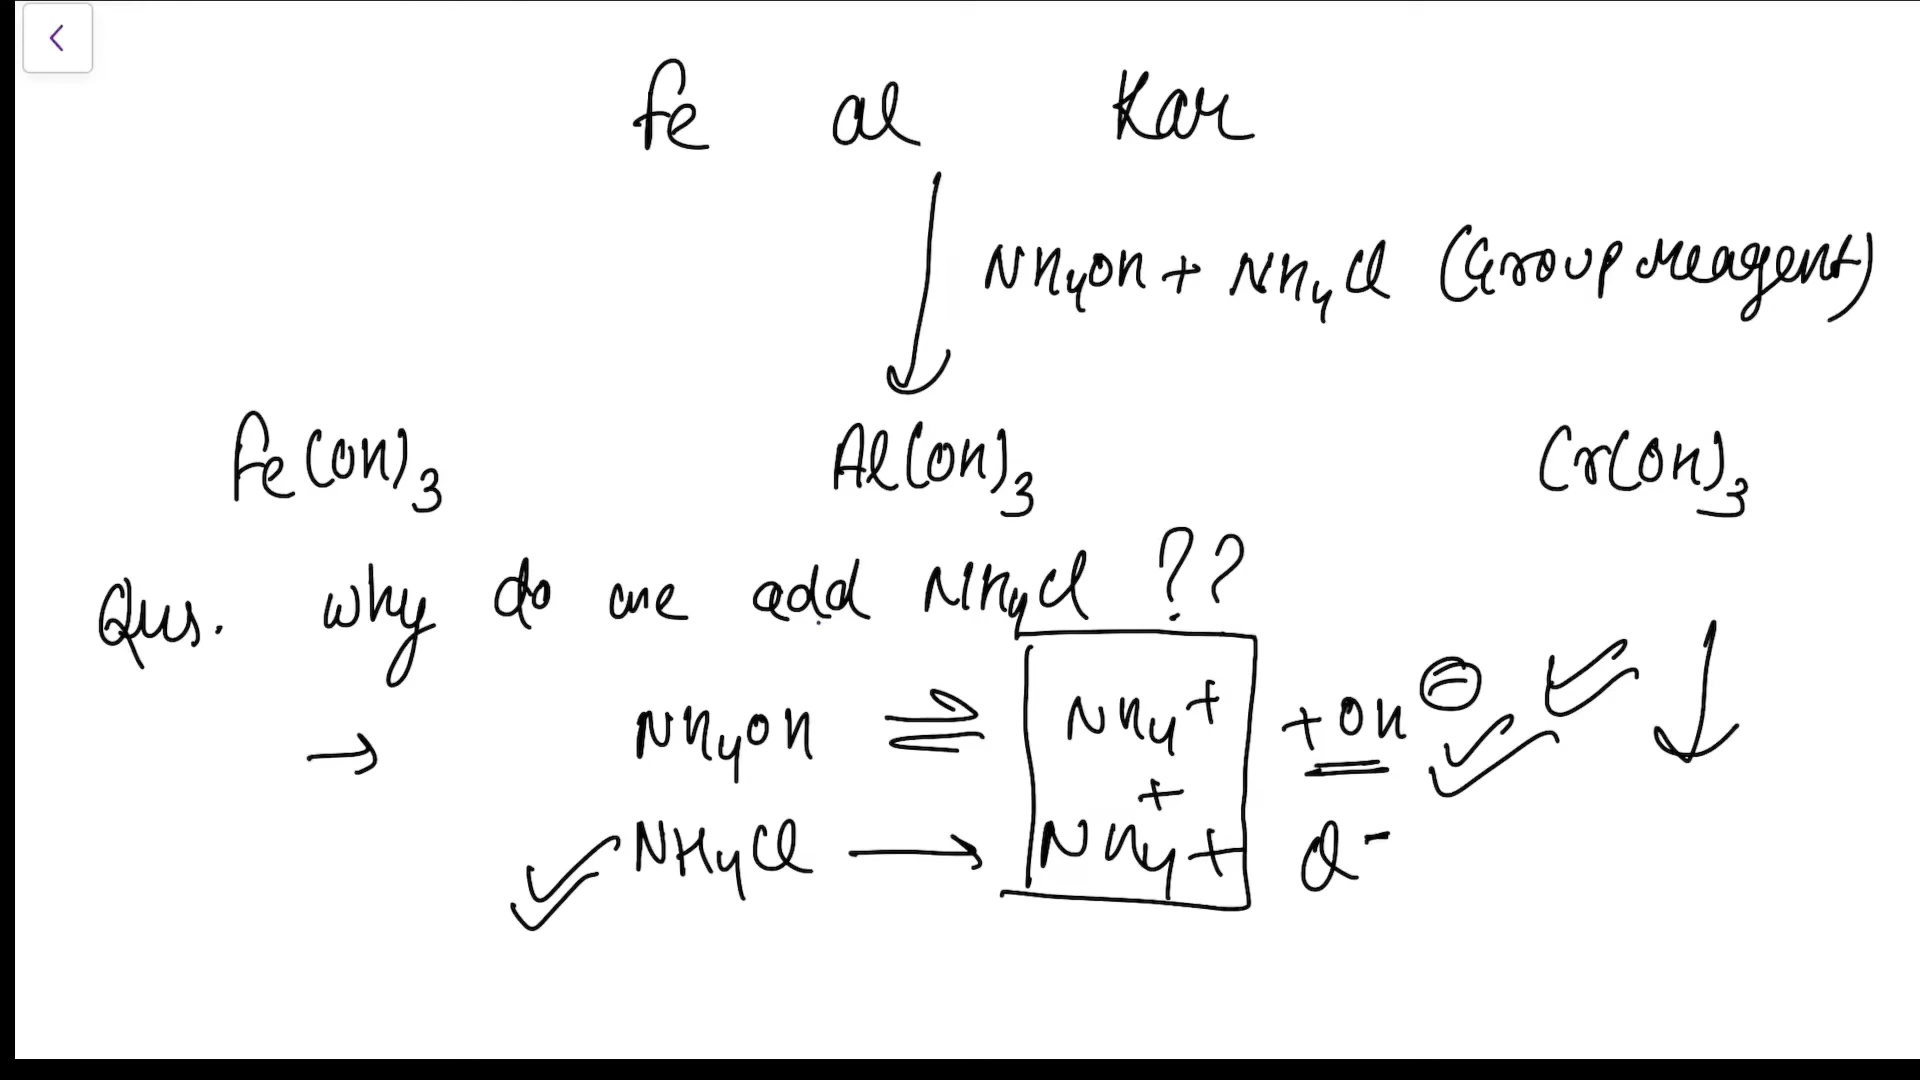 Fe al Kar
NH4OH + NH4Cl (Group reagent)
Fe(OH)3 Al(OH)3 Cr(OH)3
Qus. why do we add NH4Cl ??
→ NH4OH ⇌ NH4+ + OH⊖ ↓
+
NH4Cl → NH4+ Cl-